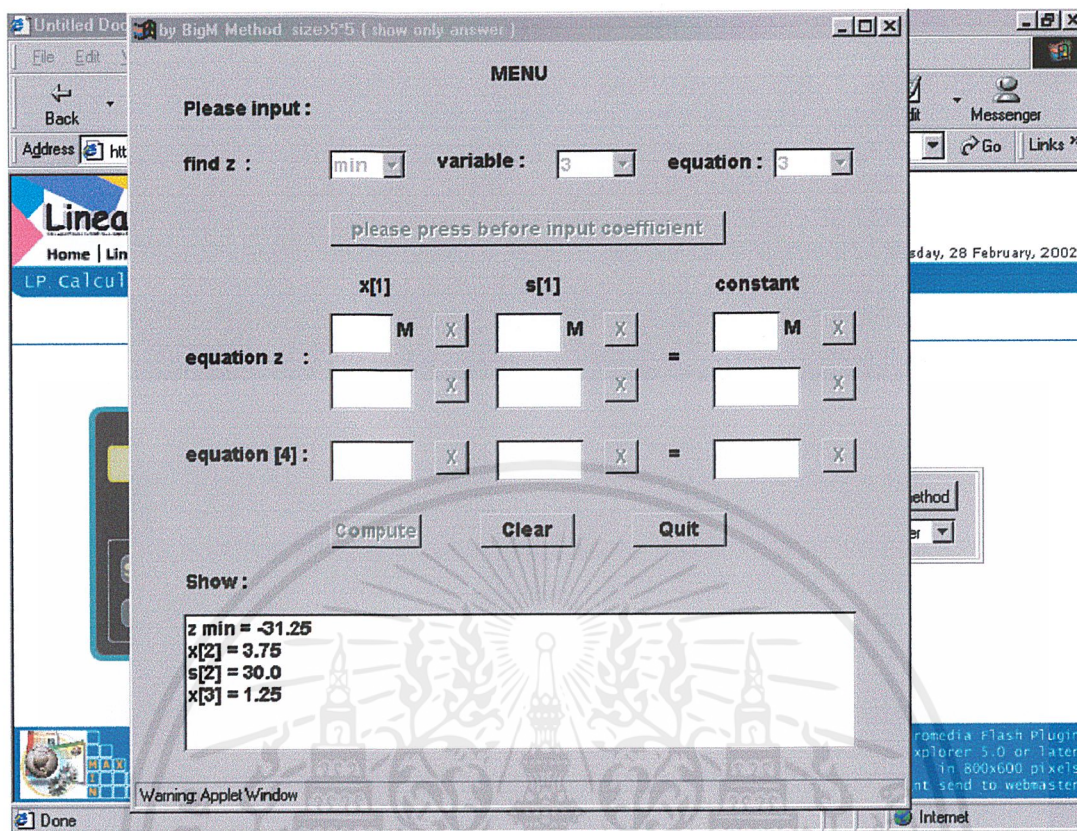 Untitled Doc
by BigM Method size>5*5 ( show only answer )
File Edit
MENU
Back
Please input :
Messenger
Address
Go
Links
find z :
min
variable :
3
equation :
3
Linea
please press before input coefficient
Home | Lin
sday, 28 February, 2002
LP Calcul
x[1]
s[1]
constant
M X M X M X
equation z : =
X X X
equation [4] : X X = X
ethod
er
Compute
Clear
Quit
Show :
z min = -31.25
x[2] = 3.75
s[2] = 30.0
x[3] = 1.25
romedia Flash Plugin
xplorer 5.0 or later
in 800x600 pixels
nt send to webmaster
Warning: Applet Window
Done
Internet